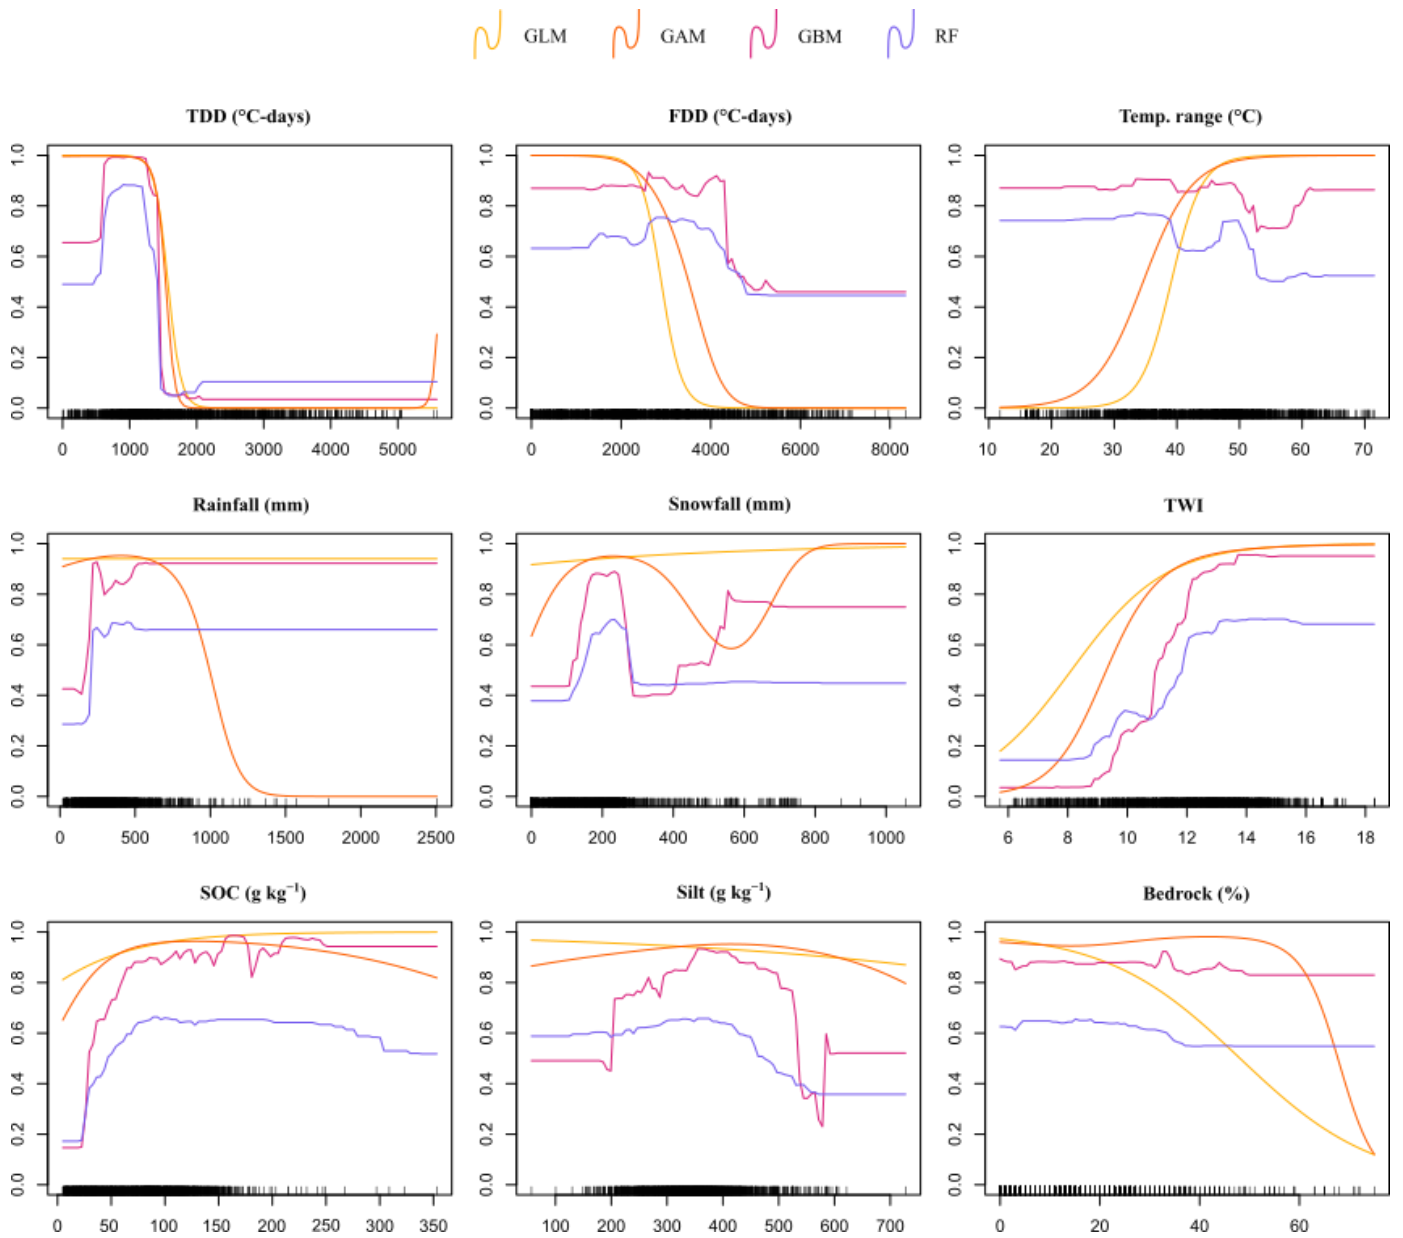 GLM GAM GBM RF
TDD (°C-days) FDD (°C-days) Temp. range (°C)
1.0 0.8 0.6 0.4 0.2 0.0
0 1000 2000 3000 4000 5000
1.0 0.8 0.6 0.4 0.2 0.0
0 2000 4000 6000 8000
1.0 0.8 0.6 0.4 0.2 0.0
10 20 30 40 50 60 70
Rainfall (mm) Snowfall (mm) TWI
1.0 0.8 0.6 0.4 0.2 0.0
0 500 1000 1500 2000 2500
1.0 0.8 0.6 0.4 0.2 0.0
0 200 400 600 800 1000
1.0 0.8 0.6 0.4 0.2 0.0
6 8 10 12 14 16 18
SOC (g kg⁻¹) Silt (g kg⁻¹) Bedrock (%)
1.0 0.8 0.6 0.4 0.2 0.0
0 50 100 150 200 250 300 350
1.0 0.8 0.6 0.4 0.2 0.0
100 200 300 400 500 600 700
1.0 0.8 0.6 0.4 0.2 0.0
0 20 40 60